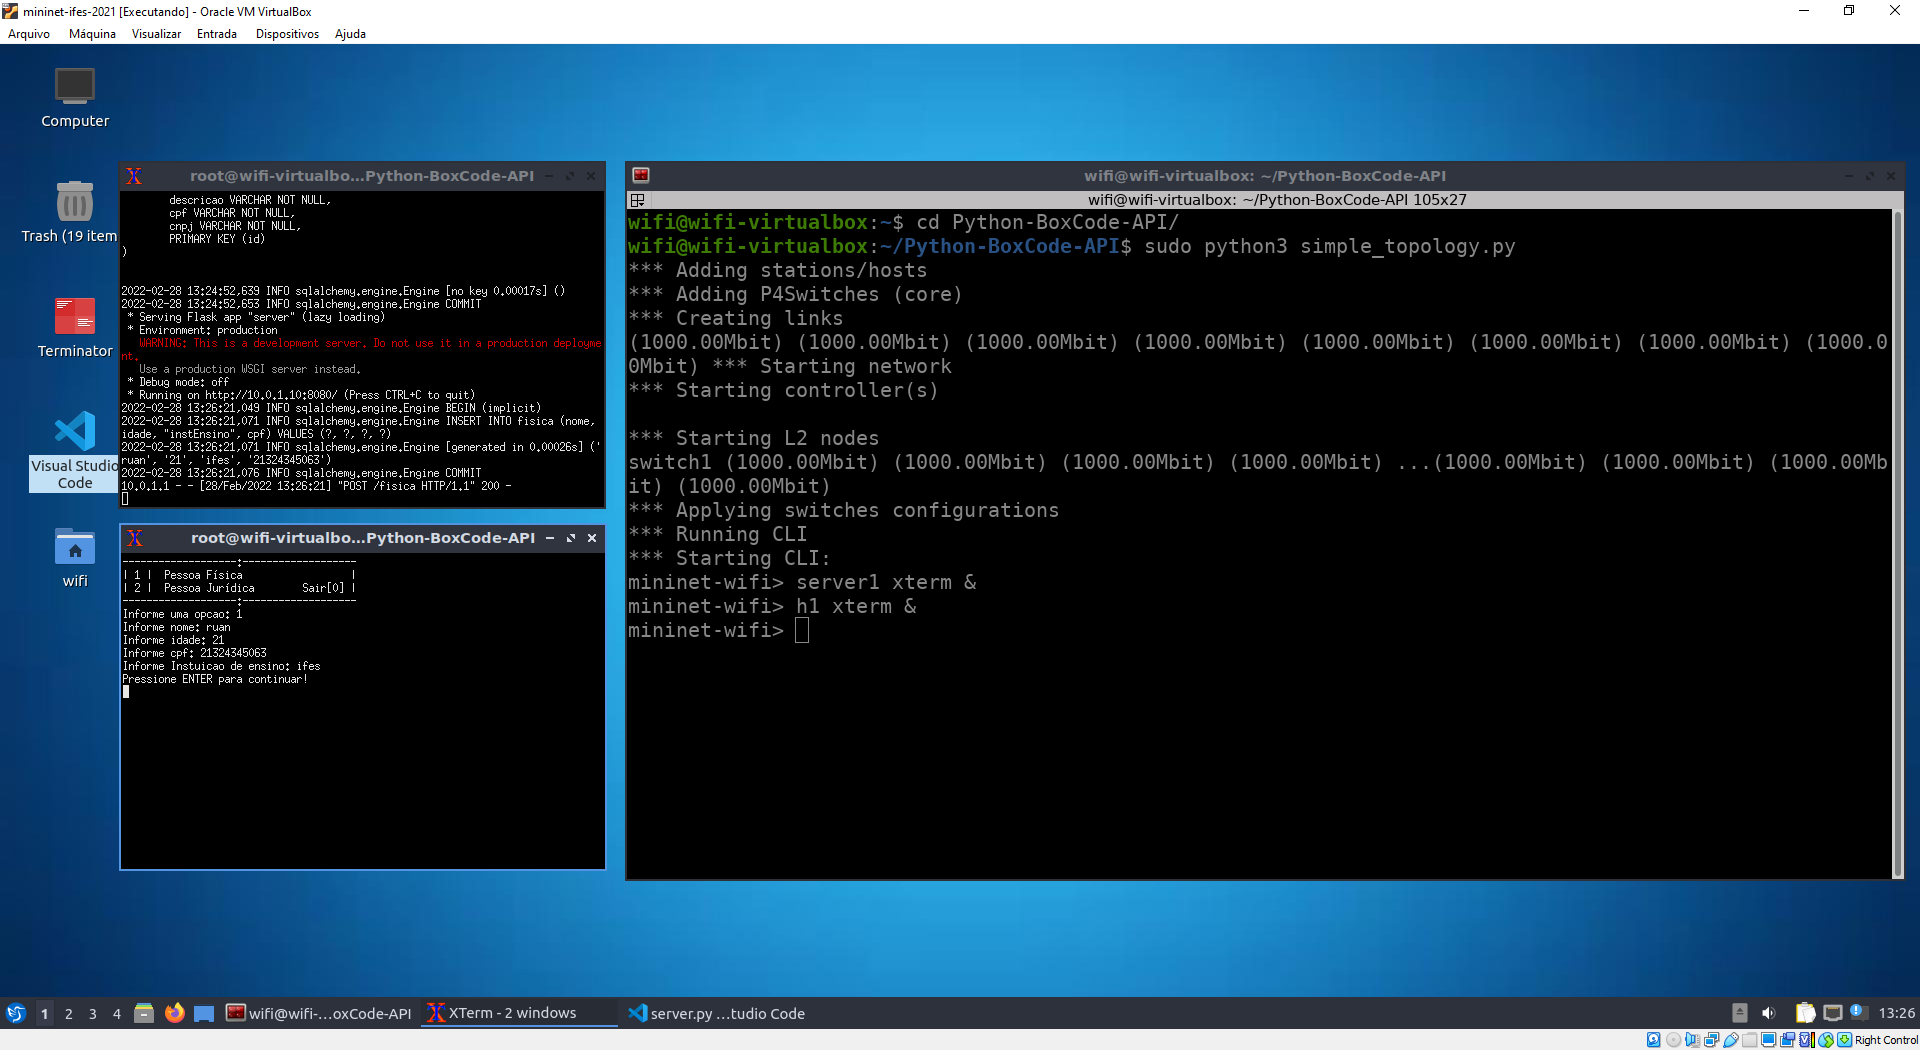 mininet-ifes-2021 [Executando] - Oracle VM VirtualBox
Arquivo Máquina Visualizar Entrada Dispositivos Ajuda
Computer
Trash (19 item
Terminator
Visual Studio
Code
wifi
root@wifi-virtualbo...Python-BoxCode-API
descricao VARCHAR NOT NULL,
cpf VARCHAR NOT NULL,
cnpj VARCHAR NOT NULL,
PRIMARY KEY (id)
)
2022-02-28 13:24:52,639 INFO sqlalchemy.engine.Engine [no key 0.00017s] ()
2022-02-28 13:24:52,653 INFO sqlalchemy.engine.Engine COMMIT
* Serving Flask app "server" (lazy loading)
* Environment: production
WARNING: This is a development server. Do not use it in a production deployme
nt.
Use a production WSGI server instead.
* Debug mode: off
* Running on http://10.0.1.10:8080/ (Press CTRL+C to quit)
2022-02-28 13:26:21,049 INFO sqlalchemy.engine.Engine BEGIN (implicit)
2022-02-28 13:26:21,071 INFO sqlalchemy.engine.Engine INSERT INTO fisica (nome,
idade, "instEnsino", cpf) VALUES (?, ?, ?, ?)
2022-02-28 13:26:21,071 INFO sqlalchemy.engine.Engine [generated in 0.00026s] ('
ruan', '21', 'ifes', '21324345063')
2022-02-28 13:26:21,076 INFO sqlalchemy.engine.Engine COMMIT
10.0.1.1 - - [28/Feb/2022 13:26:21] "POST /fisica HTTP/1.1" 200 -
root@wifi-virtualbo...Python-BoxCode-API
-------------------:-------------------
| 1 | Pessoa Física |
| 2 | Pessoa Jurídica Sair[0] |
-------------------:-------------------
Informe uma opcao: 1
Informe nome: ruan
Informe idade: 21
Informe cpf: 21324345063
Informe Instuicao de ensino: ifes
Pressione ENTER para continuar!
wifi@wifi-virtualbox: ~/Python-BoxCode-API
wifi@wifi-virtualbox: ~/Python-BoxCode-API 105x27
wifi@wifi-virtualbox:~$ cd Python-BoxCode-API/
wifi@wifi-virtualbox:~/Python-BoxCode-API$ sudo python3 simple_topology.py
*** Adding stations/hosts
*** Adding P4Switches (core)
*** Creating links
(1000.00Mbit) (1000.00Mbit) (1000.00Mbit) (1000.00Mbit) (1000.00Mbit) (1000.00Mbit) (1000.00Mbit) (1000.0
0Mbit) *** Starting network
*** Starting controller(s)
*** Starting L2 nodes
switch1 (1000.00Mbit) (1000.00Mbit) (1000.00Mbit) (1000.00Mbit) ...(1000.00Mbit) (1000.00Mbit) (1000.00Mb
it) (1000.00Mbit)
*** Applying switches configurations
*** Running CLI
*** Starting CLI:
mininet-wifi> server1 xterm &
mininet-wifi> h1 xterm &
mininet-wifi>
1 2 3 4 wifi@wifi-...oxCode-API XTerm - 2 windows server.py ...tudio Code 13:26
Right Control